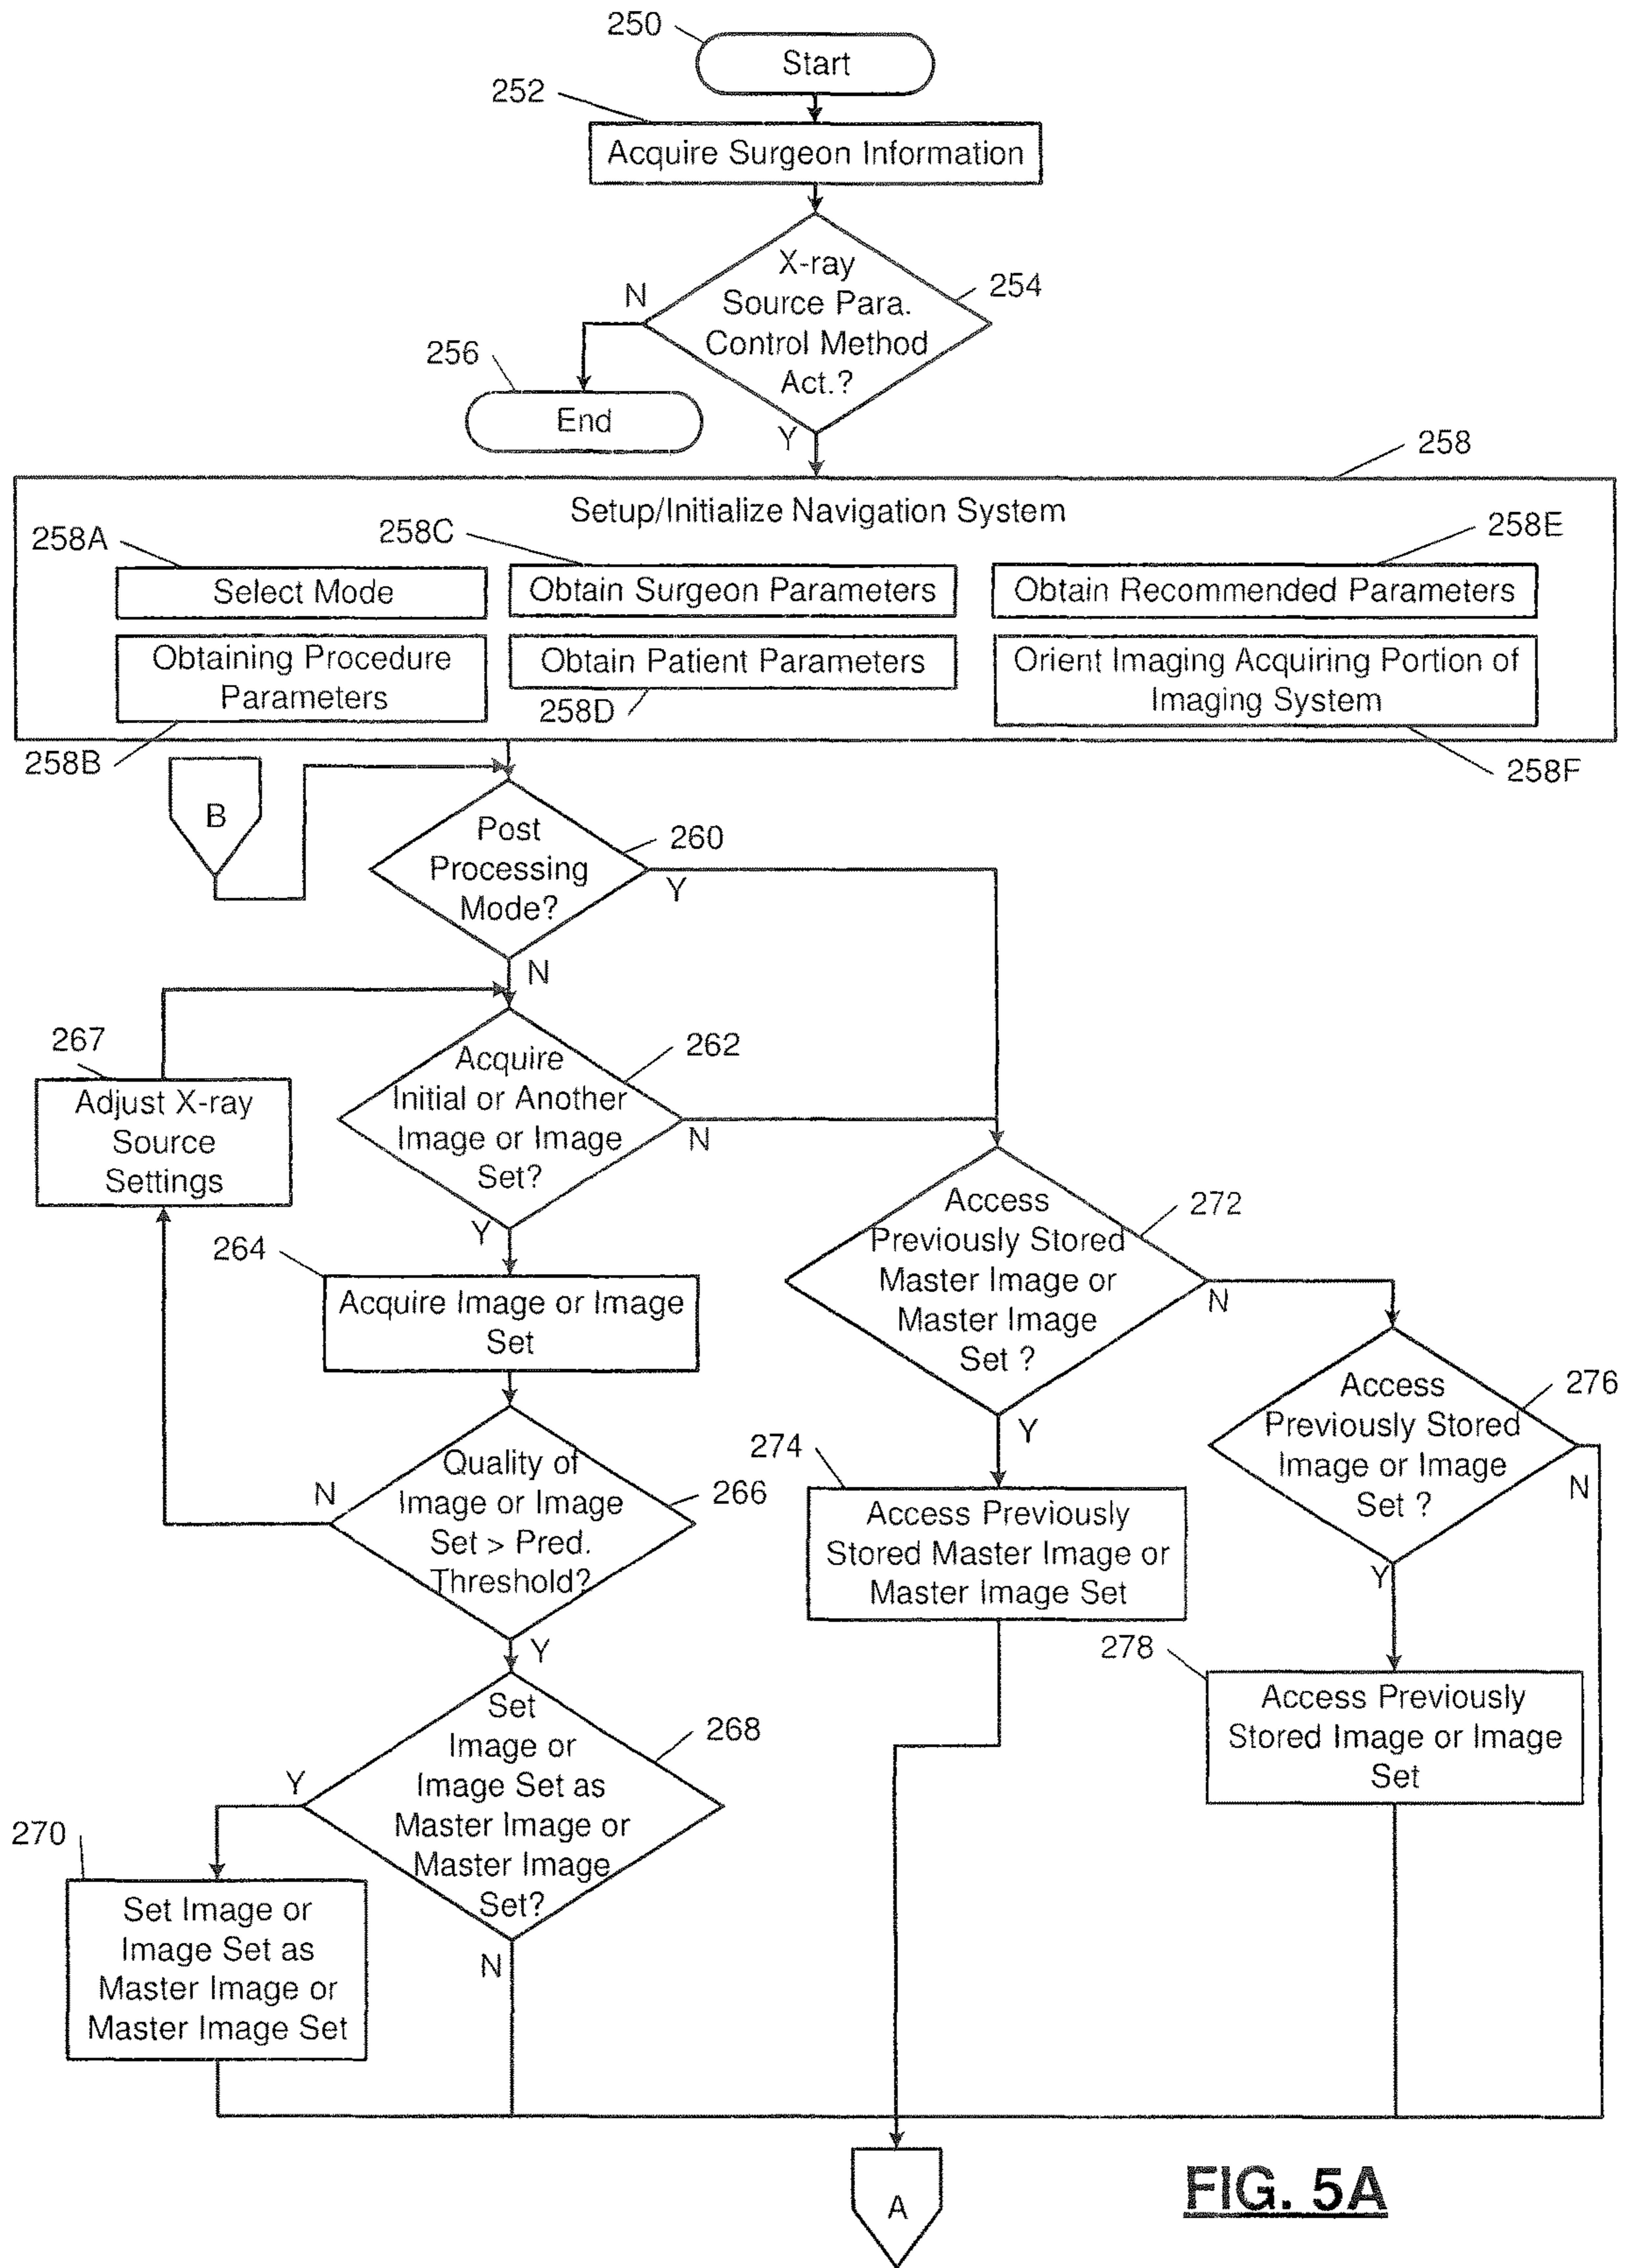 250
Start
252
Acquire Surgeon Information
X-ray
Source Para.
Control Method
Act.?
254
N
256
End
Y
258
Setup/Initialize Navigation System
258A
258C
258E
Select Mode
Obtain Surgeon Parameters
Obtain Recommended Parameters
Obtaining Procedure
Parameters
Obtain Patient Parameters
Orient Imaging Acquiring Portion of
Imaging System
258D
258B
258F
B
Post
Processing
Mode?
260
Y
N
267
Adjust X-ray
Source
Settings
Acquire
Initial or Another
Image or Image
Set?
262
N
Y
264
Acquire Image or Image
Set
Access
Previously Stored
Master Image or
Master Image
Set ?
272
N
Y
Access
Previously Stored
Image or Image
Set ?
276
N
Y
Quality of
Image or Image
Set > Pred.
Threshold?
266
N
Y
274
Access Previously
Stored Master Image or
Master Image Set
278
Access Previously
Stored Image or Image
Set
Set
Image or
Image Set as
Master Image or
Master Image
Set?
268
Y
N
270
Set Image or
Image Set as
Master Image or
Master Image Set
A
FIG. 5A